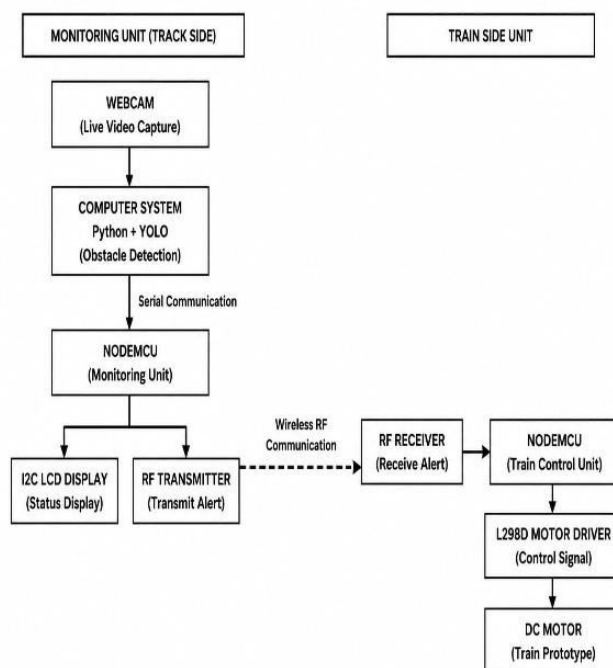 MONITORING UNIT (TRACK SIDE)
TRAIN SIDE UNIT
WEBCAM
(Live Video Capture)
COMPUTER SYSTEM
Python + YOLO
(Obstacle Detection)
Serial Communication
NODEMCU
(Monitoring Unit)
I2C LCD DISPLAY
(Status Display)
RF TRANSMITTER
(Transmit Alert)
Wireless RF
Communication
RF RECEIVER
(Receive Alert)
NODEMCU
(Train Control Unit)
L298D MOTOR DRIVER
(Control Signal)
DC MOTOR
(Train Prototype)